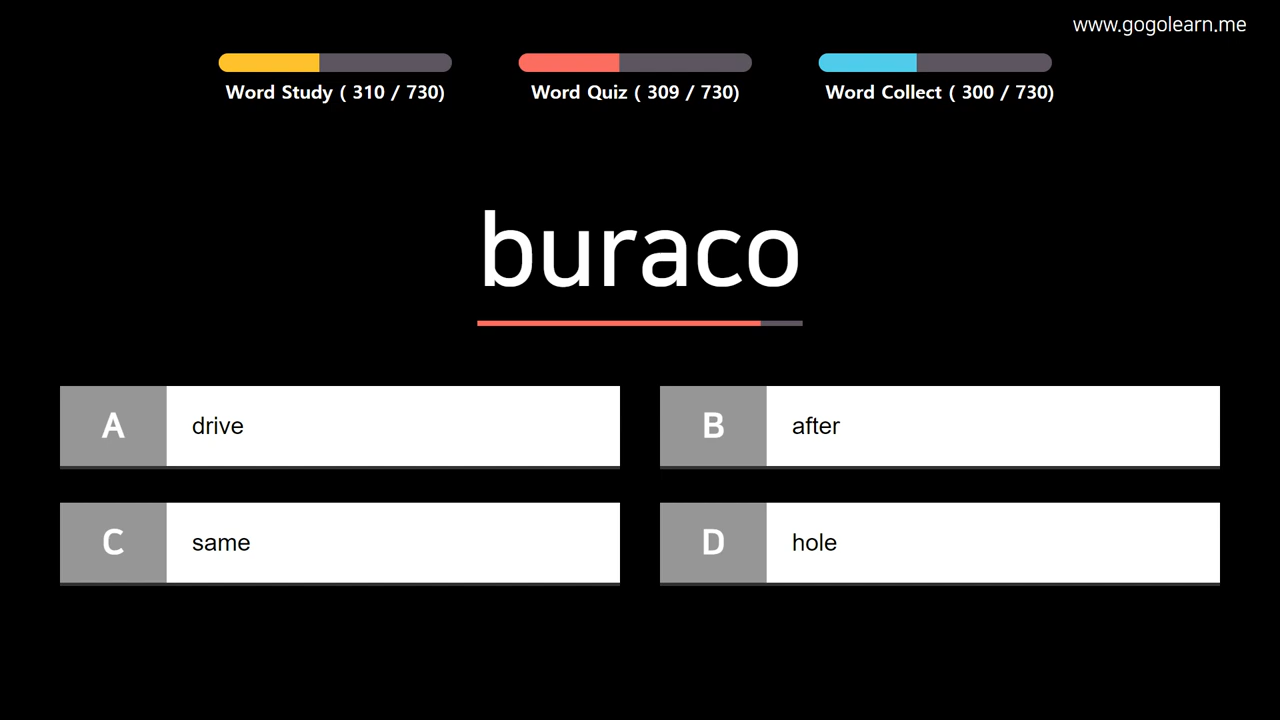 www.gogolearn.me
Word Study ( 310 / 730)
Word Quiz ( 309 / 730)
Word Collect ( 300 / 730)
buraco
A drive
B after
C same
D hole